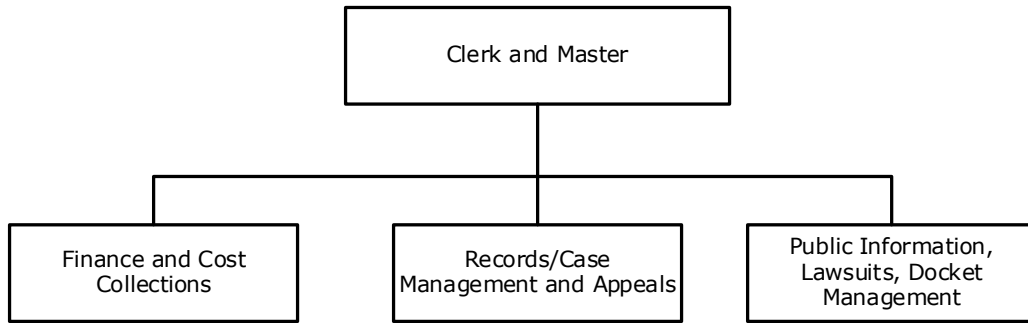 Clerk and Master
Finance and Cost
Collections
Records/Case
Management and Appeals
Public Information,
Lawsuits, Docket
Management